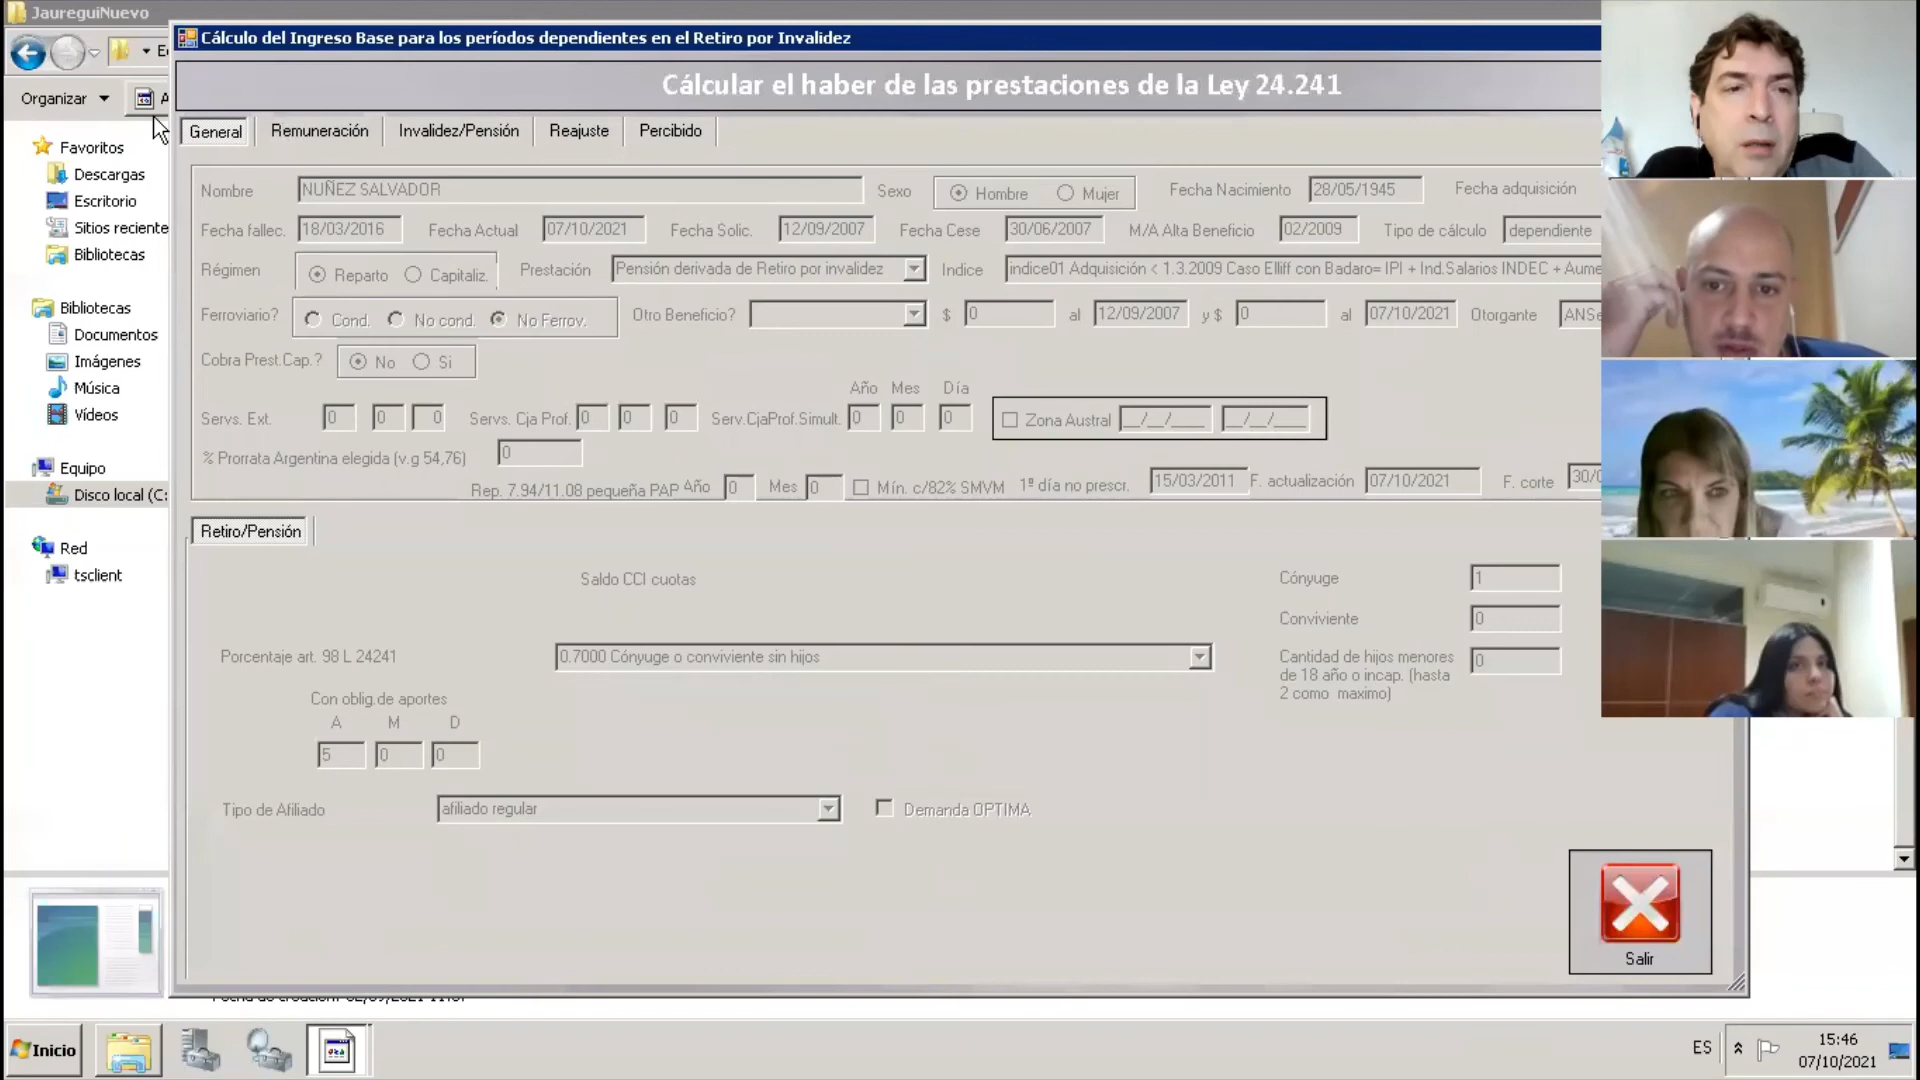 JaureguiNuevo
Cálculo del Ingreso Base para los períodos dependientes en el Retiro por Invalidez
Organizar
Cálcular el haber de las prestaciones de la Ley 24.241
General Remuneración Invalidez/Pensión Reajuste Percibido
Favoritos
Descargas
Escritorio
Sitios reciente
Bibliotecas
Bibliotecas
Documentos
Imágenes
Música
Vídeos
Equipo
Disco local (C:
Red
tsclient
Nombre NUÑEZ SALVADOR Sexo Hombre Mujer Fecha Nacimiento 28/05/1945 Fecha adquisición
Fecha fallec. 18/03/2016 Fecha Actual 07/10/2021 Fecha Solic. 12/09/2007 Fecha Cese 30/06/2007 M/A Alta Beneficio 02/2009 Tipo de cálculo dependiente
Régimen Reparto Capitaliz. Prestación Pensión derivada de Retiro por invalidez Indice indice01 Adquisición < 1.3.2009 Caso Elliff con Badaro= IPI + Ind.Salarios INDEC + Aume
Ferroviario? Cond. No cond. No Ferrov. Otro Beneficio? $ 0 al 12/09/2007 y $ 0 al 07/10/2021 Otorgante ANSe
Cobra Prest.Cap.? No Si
Año Mes Día
Servs. Ext. 0 0 0 Servs. Cja Prof. 0 0 0 Serv.CjaProf.Simult. 0 0 0 Zona Austral __/__/____ __/__/____
% Prorrata Argentina elegida (v.g 54,76) 0
Rep. 7.94/11.08 pequeña PAP Año 0 Mes 0 Mín. c/82% SMVM 1º día no prescr. 15/03/2011 F. actualización 07/10/2021 F. corte 30/0
Retiro/Pensión
Saldo CCI cuotas
Cónyuge 1
Conviviente 0
Porcentaje art. 98 L 24241 0.7000 Cónyuge o conviviente sin hijos
Cantidad de hijos menores de 18 año o incap. (hasta 2 como maximo) 0
Con oblig.de aportes
A M D
5 0 0
Tipo de Afiliado afiliado regular Demanda OPTIMA
Salir
Inicio
ES
15:46
07/10/2021